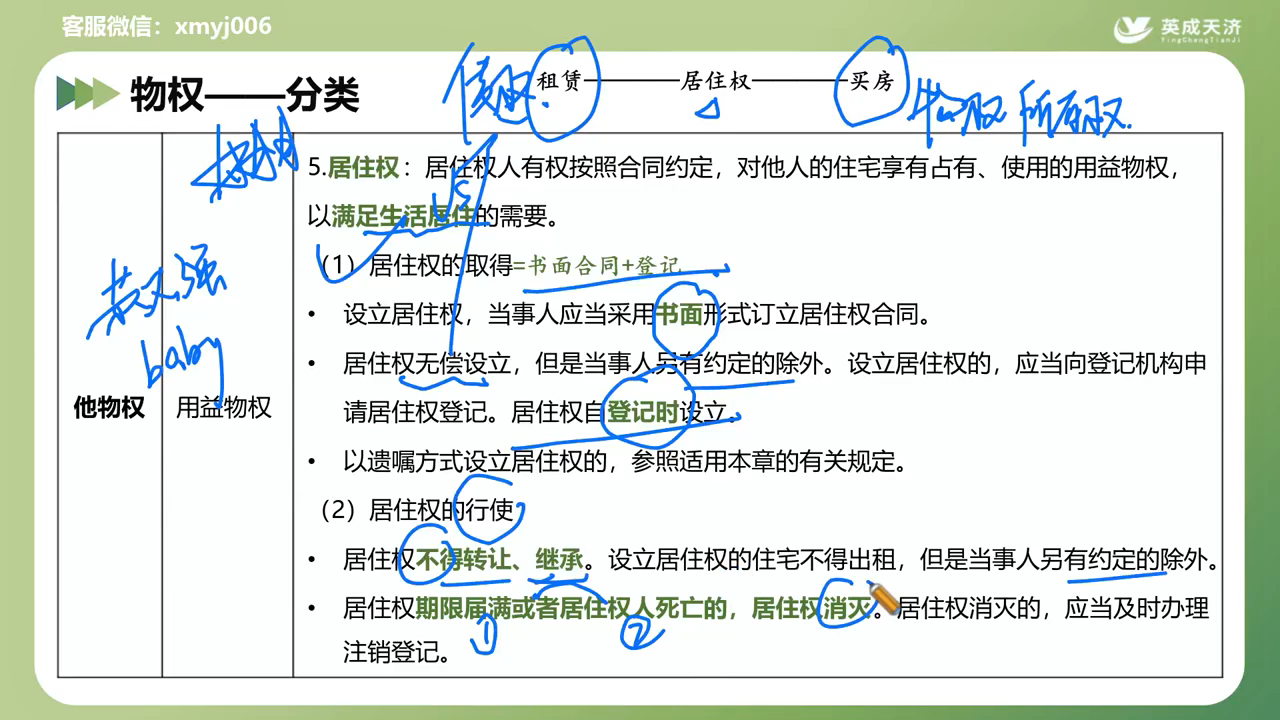 客服微信：xmyj006
英成天济
YingChengTianJi
物权——分类
租赁——居住权——买房
债权
物权 所有权
5.居住权：居住权人有权按照合同约定，对他人的住宅享有占有、使用的用益物权，
以满足生活居住的需要。
（1）居住权的取得=书面合同+登记
• 设立居住权，当事人应当采用书面形式订立居住权合同。
• 居住权无偿设立，但是当事人另有约定的除外。设立居住权的，应当向登记机构申
请居住权登记。居住权自登记时设立。
• 以遗嘱方式设立居住权的，参照适用本章的有关规定。
（2）居住权的行使
• 居住权不得转让、继承。设立居住权的住宅不得出租，但是当事人另有约定的除外。
• 居住权期限届满或者居住权人死亡的，居住权消灭。居住权消灭的，应当及时办理
注销登记。
① ②
他物权
用益物权
baby